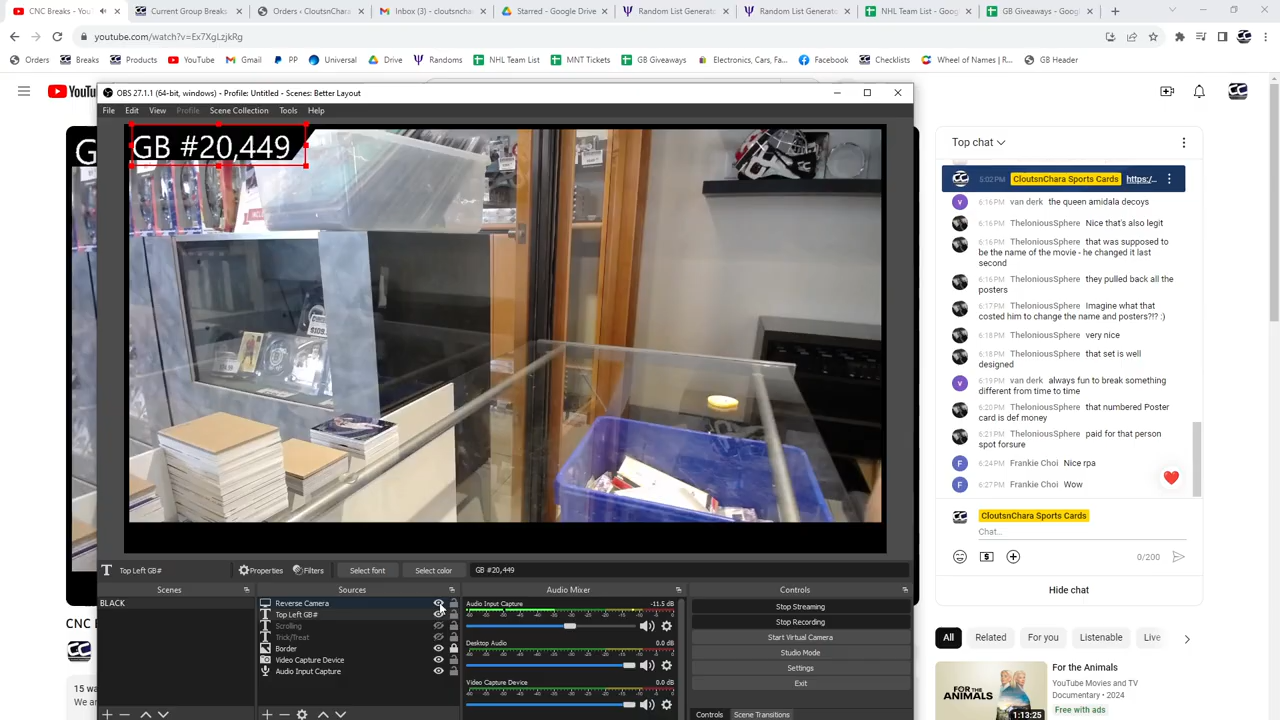 CNC Breaks -
Current Group Breaks
Orders < CloutsnChara
Inbox (3) - cloutsnchara
Starred - Google Drive
Random List Generator
Random List Generator
NHL Team List - Google
GB Giveaways - Google
youtube.com/watch?v=Ex7XgLzjkRg
Orders
Breaks
Products
YouTube
Gmail
PP
Universal
Drive
Randoms
NHL Team List
MNT Tickets
GB Giveaways
Electronics, Cars, Fa...
Facebook
Checklists
Wheel of Names | R...
GB Header
OBS 27.1.1 (64-bit, windows) - Profile: Untitled - Scenes: Better Layout
File Edit View Profile Scene Collection Tools Help
GB #20,449
Top chat
5:02 PM CloutsnChara Sports Cards https:/...
6:16 PM van derk the queen amidala decoys
6:16 PM TheloniousSphere Nice that's also legit
6:16 PM TheloniousSphere that was supposed to
be the name of the movie - he changed it last
second
6:16 PM TheloniousSphere they pulled back all the
posters
6:17 PM TheloniousSphere Imagine what that
costed him to change the name and posters?!? :)
6:18 PM TheloniousSphere very nice
6:18 PM TheloniousSphere that set is well
designed
6:19 PM van derk always fun to break something
different from time to time
6:20 PM TheloniousSphere that numbered Poster
card is def money
6:21 PM TheloniousSphere paid for that person
spot forsure
6:24 PM Frankie Choi Nice rpa
6:27 PM Frankie Choi Wow
CloutsnChara Sports Cards
Chat...
0/200
Hide chat
Top Left GB#
Properties
Filters
Select font
Select color
GB #20,449
Scenes
Sources
Audio Mixer
Controls
BLACK
Reverse Camera
Top Left GB#
Scrolling
Trick/Treat
Border
Video Capture Device
Audio Input Capture
Audio Input Capture -11.5 dB
Desktop Audio 0.0 dB
Video Capture Device 0.0 dB
Stop Streaming
Stop Recording
Start Virtual Camera
Studio Mode
Settings
Exit
Controls
Scene Transitions
CNC
15 wa
We ar
All
Related
For you
Listenable
Live
For the Animals
YouTube Movies and TV
Documentary • 2024
Free with ads
FOR THE
ANIMALS
1:13:25